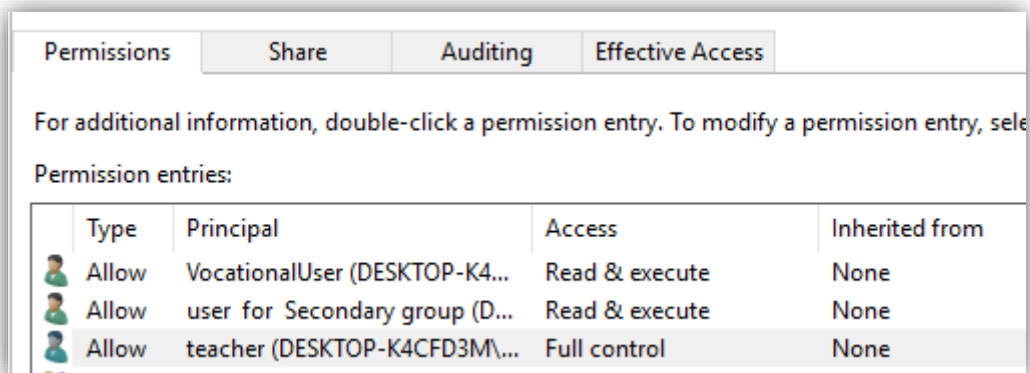 Permissions Share Auditing Effective Access
For additional information, double-click a permission entry. To modify a permission entry,
Permission entries:
Type Principal Access Inherited from
Allow VocationalUser (DESKTOP-K4... Read & execute None
Allow user for Secondary group (D... Read & execute None
Allow teacher (DESKTOP-K4CFD3M\... Full control None